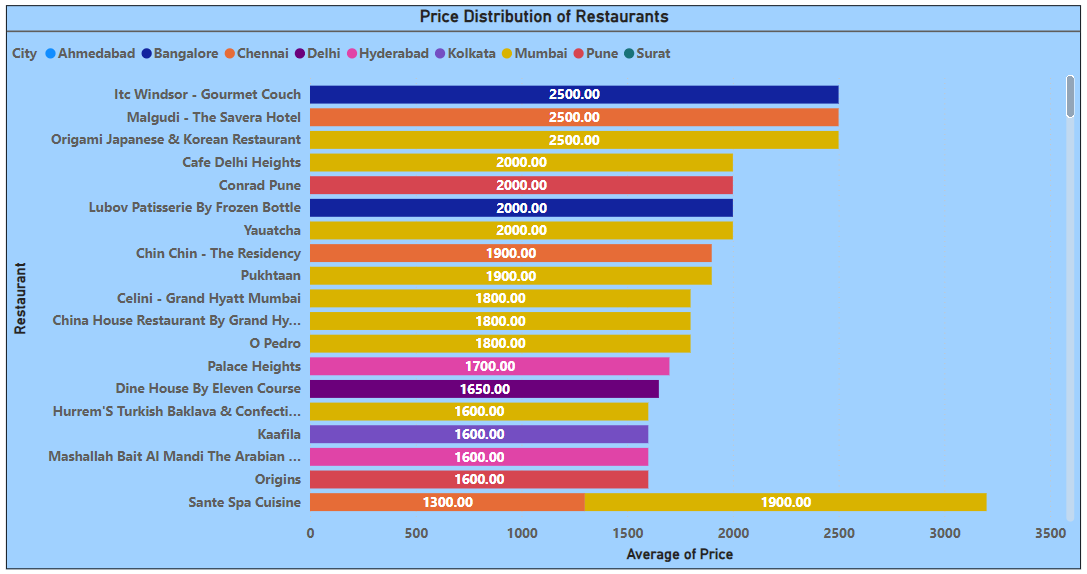 Price Distribution of Restaurants
City Ahmedabad Bangalore Chennai Delhi Hyderabad Kolkata Mumbai Pune Surat
Restaurant
Itc Windsor - Gourmet Couch 2500.00
Malgudi - The Savera Hotel 2500.00
Origami Japanese & Korean Restaurant 2500.00
Cafe Delhi Heights 2000.00
Conrad Pune 2000.00
Lubov Patisserie By Frozen Bottle 2000.00
Yauatcha 2000.00
Chin Chin - The Residency 1900.00
Pukhtaan 1900.00
Celini - Grand Hyatt Mumbai 1800.00
China House Restaurant By Grand Hy... 1800.00
O Pedro 1800.00
Palace Heights 1700.00
Dine House By Eleven Course 1650.00
Hurrem'S Turkish Baklava & Confecti... 1600.00
Kaafila 1600.00
Mashallah Bait Al Mandi The Arabian ... 1600.00
Origins 1600.00
Sante Spa Cuisine 1300.00 1900.00
0 500 1000 1500 2000 2500 3000 3500
Average of Price